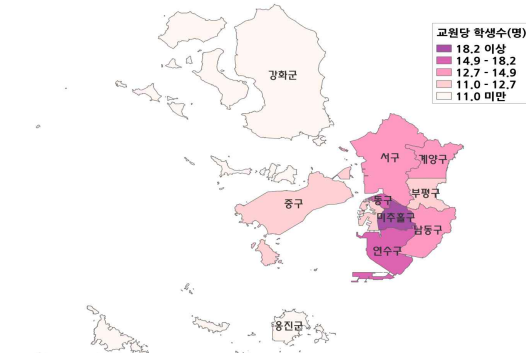 교원당 학생수(명)
18.2 이상
14.9 - 18.2
12.7 - 14.9
11.0 - 12.7
11.0 미만
강화군
서구
계양구
부평구
중구
동구
미추홀구
남동구
연수구
옹진군